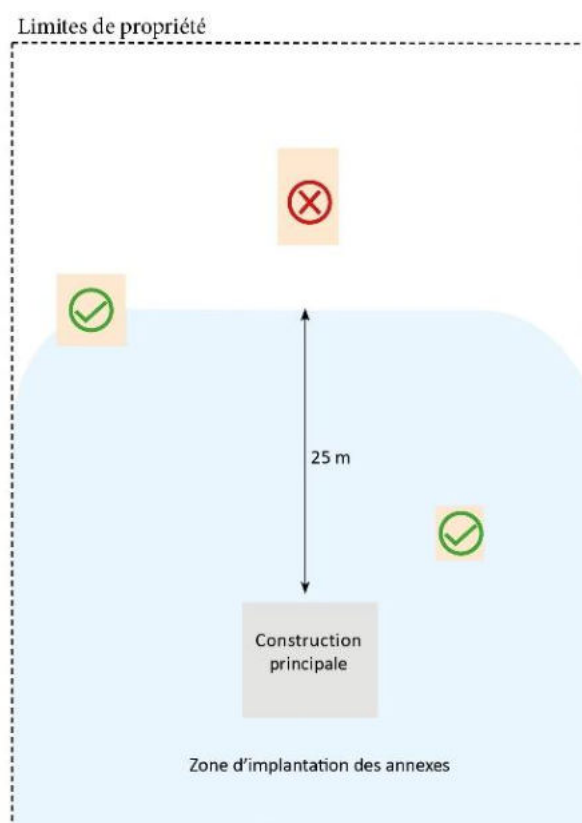 Limites de propriété
25 m
Construction
principale
Zone d'implantation des annexes